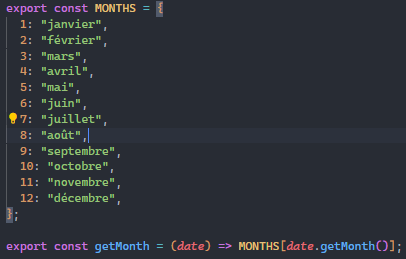 export const MONTHS = {
1: "janvier",
2: "février",
3: "mars",
4: "avril",
5: "mai",
6: "juin",
7: "juillet",
8: "août",
9: "septembre",
10: "octobre",
11: "novembre",
12: "décembre",
};
export const getMonth = (date) => MONTHS[date.getMonth()];